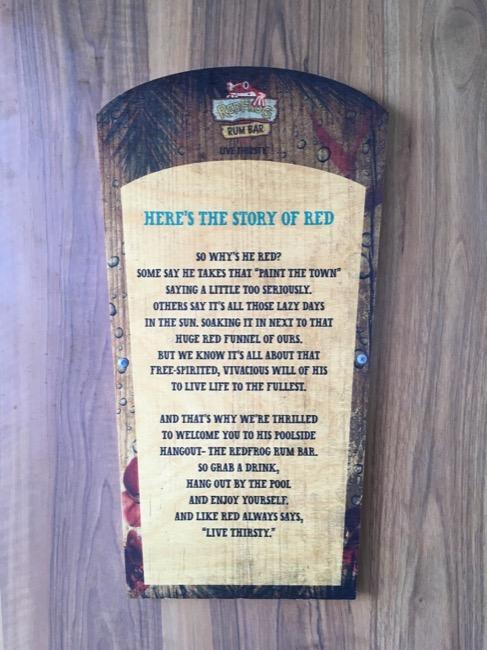 REDFROG
RUM BAR
LIVE THIRSTY
HERE'S THE STORY OF RED
SO WHY'S HE RED?
SOME SAY HE TAKES THAT "PAINT THE TOWN"
SAYING A LITTLE TOO SERIOUSLY.
OTHERS SAY IT'S ALL THOSE LAZY DAYS
IN THE SUN. SOAKING IT IN NEXT TO THAT
HUGE RED FUNNEL OF OURS.
BUT WE KNOW IT'S ALL ABOUT THAT
FREE-SPIRITED, VIVACIOUS WILL OF HIS
TO LIVE LIFE TO THE FULLEST.
AND THAT'S WHY WE'RE THRILLED
TO WELCOME YOU TO HIS POOLSIDE
HANGOUT- THE REDFROG RUM BAR.
SO GRAB A DRINK,
HANG OUT BY THE POOL
AND ENJOY YOURSELF.
AND LIKE RED ALWAYS SAYS,
"LIVE THIRSTY."